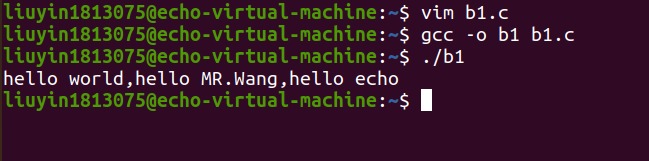 liuyin1813075@echo-virtual-machine:~$ vim b1.c
liuyin1813075@echo-virtual-machine:~$ gcc -o b1 b1.c
liuyin1813075@echo-virtual-machine:~$ ./b1
hello world,hello MR.Wang,hello echo
liuyin1813075@echo-virtual-machine:~$